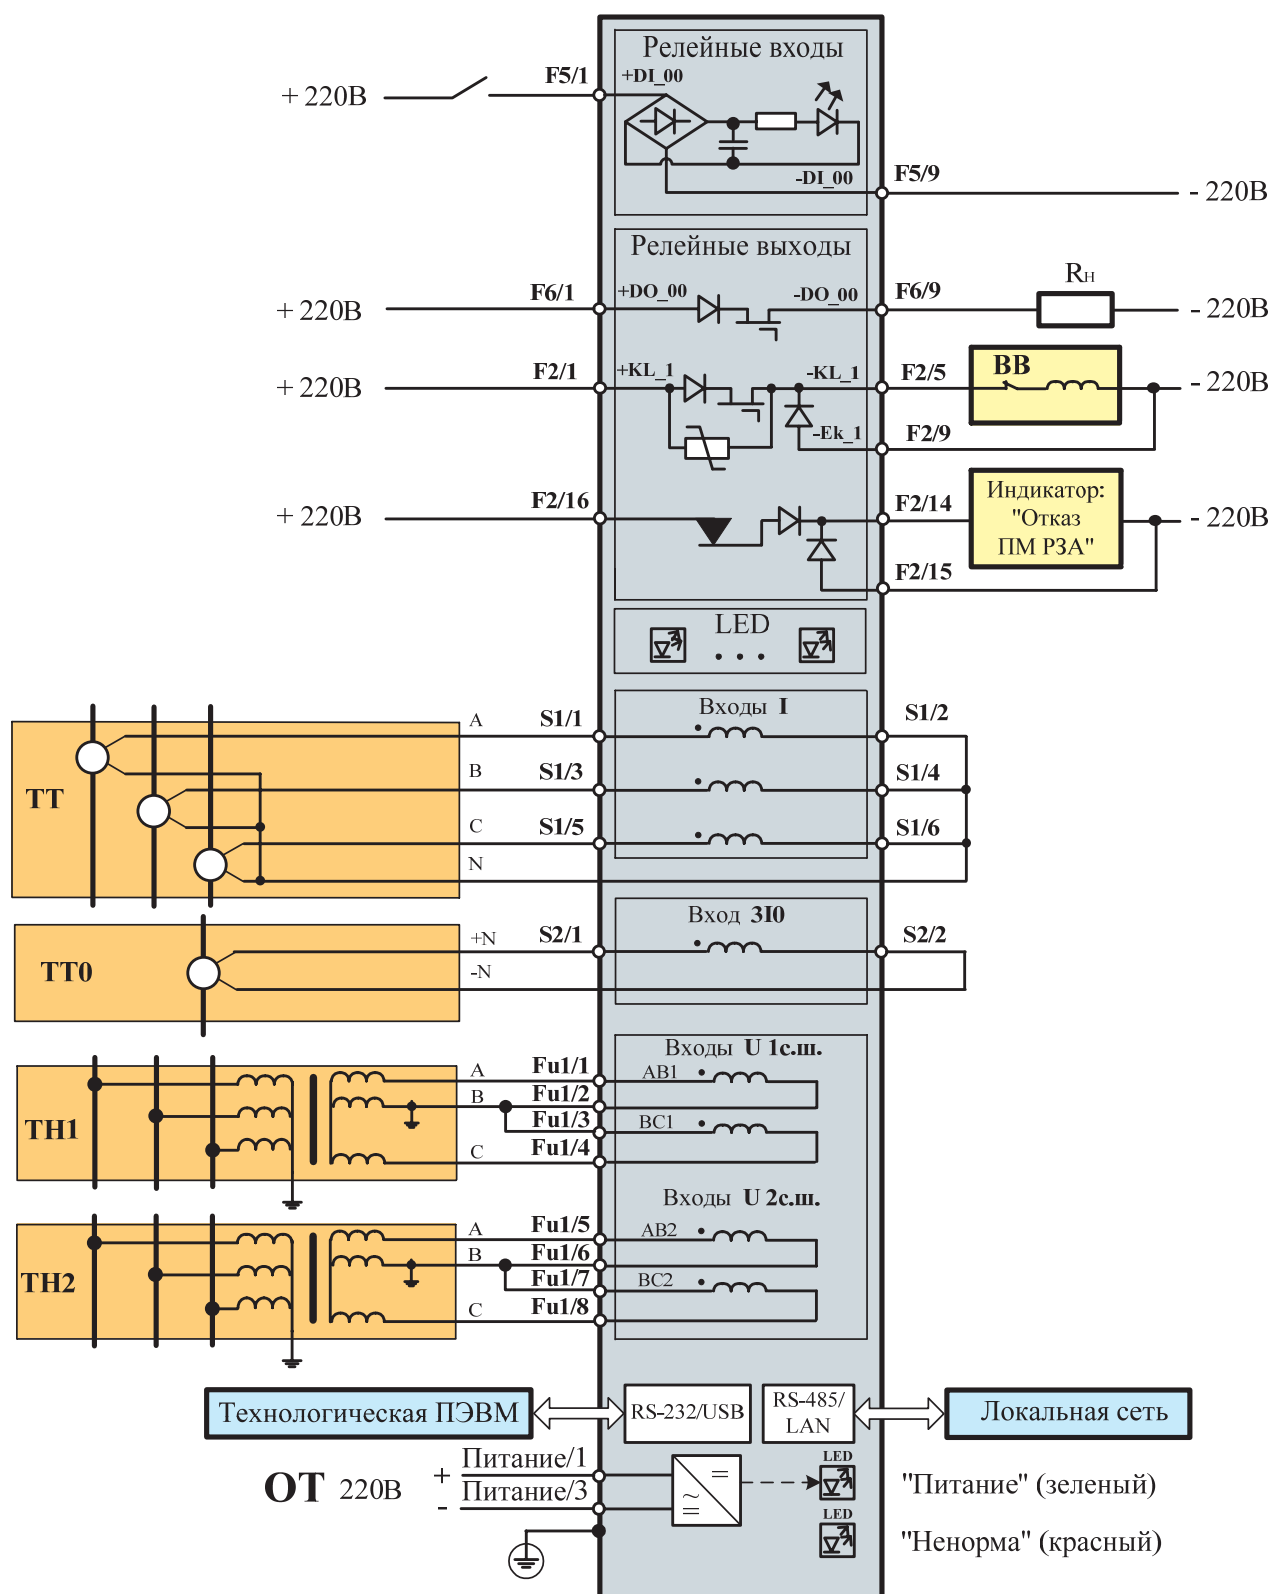 Релейные входы
F5/1
+DI_00
+ 220В
-DI_00
F5/9
- 220В
Релейные выходы
F6/1
+DO_00
-DO_00
F6/9
Rн
+ 220В
- 220В
F2/1
+KL_1
-KL_1
F2/5
ВВ
+ 220В
- 220В
-Ek_1
F2/9
F2/16
F2/14
Индикатор:
"Отказ
ПМ РЗА"
+ 220В
- 220В
F2/15
LED
Входы I
A
S1/1
S1/2
B
S1/3
S1/4
ТТ
C
S1/5
S1/6
N
Вход 3I0
+N
S2/1
S2/2
ТТ0
-N
Входы U 1с.ш.
A
Fu1/1
AB1
B
Fu1/2
Fu1/3
BC1
ТН1
C
Fu1/4
Входы U 2с.ш.
A
Fu1/5
AB2
B
Fu1/6
Fu1/7
BC2
ТН2
C
Fu1/8
Технологическая ПЭВМ
RS-232/USB
RS-485/
LAN
Локальная сеть
+
Питание/1
LED
ОТ 220В
=
"Питание" (зеленый)
-
Питание/3
≃
LED
"Ненорма" (красный)